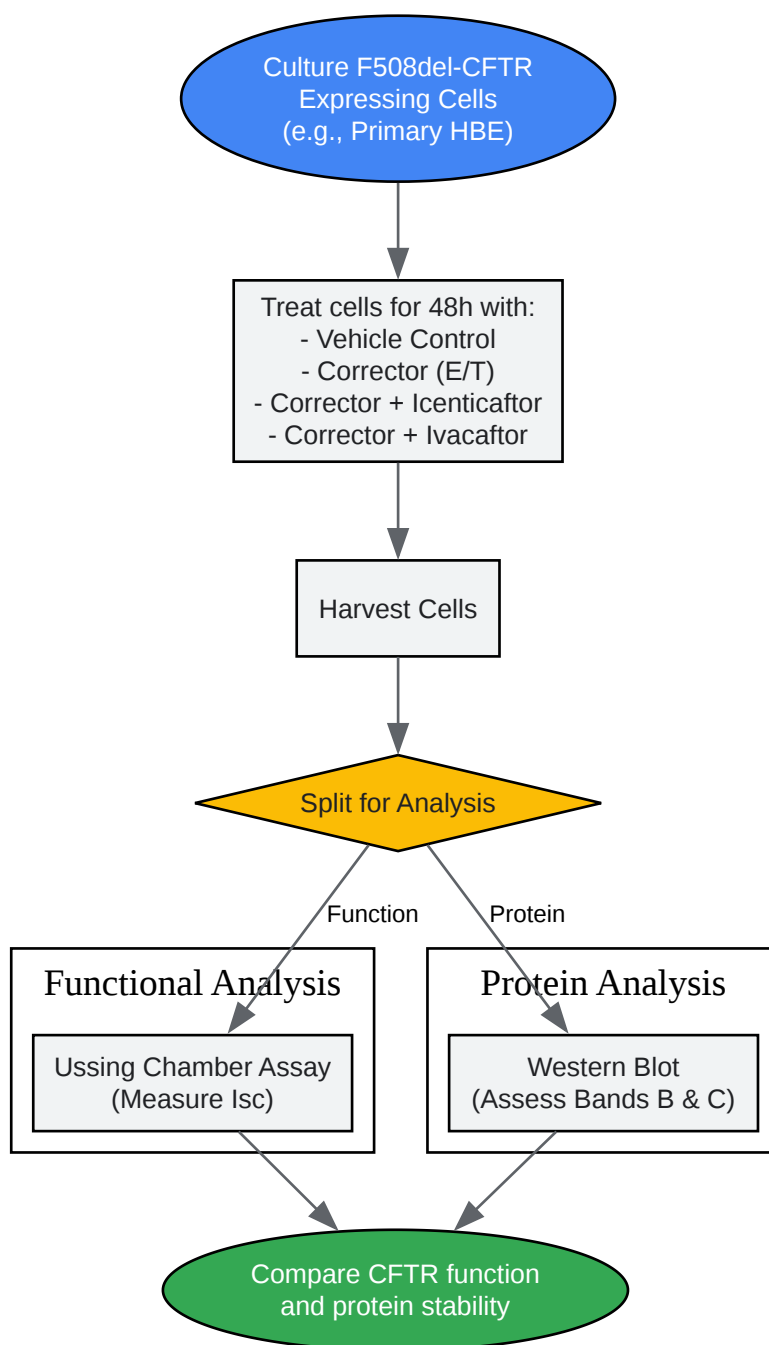 Culture F508del-CFTR
Expressing Cells
(e.g., Primary HBE)
Treat cells for 48h with:
- Vehicle Control
- Corrector (E/T)
- Corrector + Icenticaftor
- Corrector + Ivacaftor
Harvest Cells
Split for Analysis
Function
Protein
Functional Analysis
Ussing Chamber Assay
(Measure Isc)
Protein Analysis
Western Blot
(Assess Bands B & C)
Compare CFTR function
and protein stability